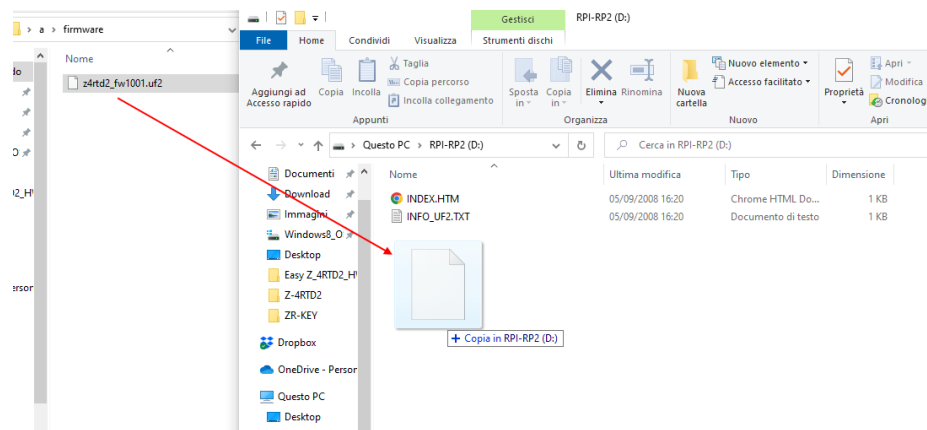 a > firmware
Nome
z4rtd2_fw1001.uf2
Gestisci
RPI-RP2 (D:)
File
Home
Condividi
Visualizza
Strumenti dischi
Aggiungi ad
Accesso rapido
Copia
Incolla
Taglia
Copia percorso
Incolla collegamento
Appunti
Sposta
in
Copia
in
Elimina
Rinomina
Organizza
Nuova
cartella
Nuovo elemento
Accesso facilitato
Nuovo
Proprietà
Apri
Modifica
Cronolog
Apri
Questo PC > RPI-RP2 (D:)
Cerca in RPI-RP2 (D:)
Documenti
Download
Immagini
Windows8_O
Desktop
Easy Z_4RTD2_H
Z-4RTD2
ZR-KEY
Dropbox
OneDrive - Person
Questo PC
Desktop
Nome
Ultima modifica
Tipo
Dimensione
INDEX.HTM
05/09/2008 16:20
Chrome HTML Do...
1 KB
INFO_UF2.TXT
05/09/2008 16:20
Documento di testo
1 KB
+ Copia in RPI-RP2 (D:)